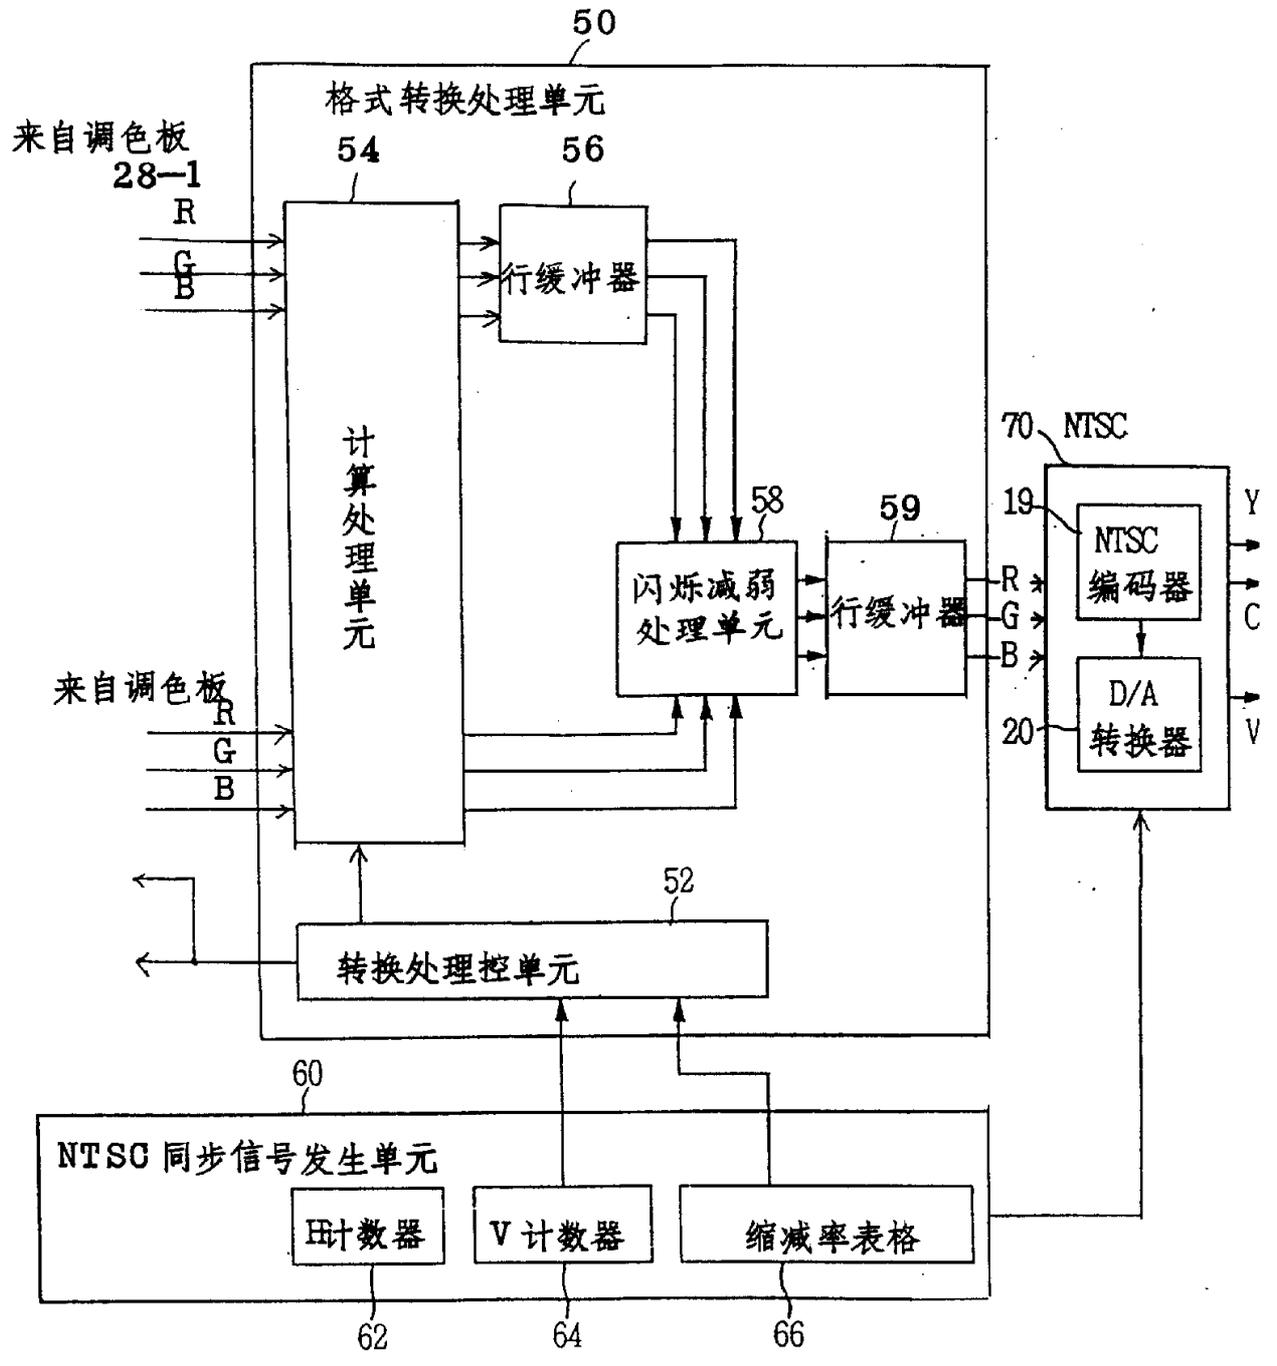 50
格式转换处理单元
来自调色板
28-1
54
56
R
G
B
行缓冲器
计算处理单元
70 NTSC
58
59
19
Y
NTSC
编码器
闪烁减弱
处理单元
行缓冲器
R
G
B
C
来自调色板
R
G
B
D/A
转换器
20
V
52
转换处理控单元
60
NTSC同步信号发生单元
H计数器
V 计数器
缩减率表格
62
64
66